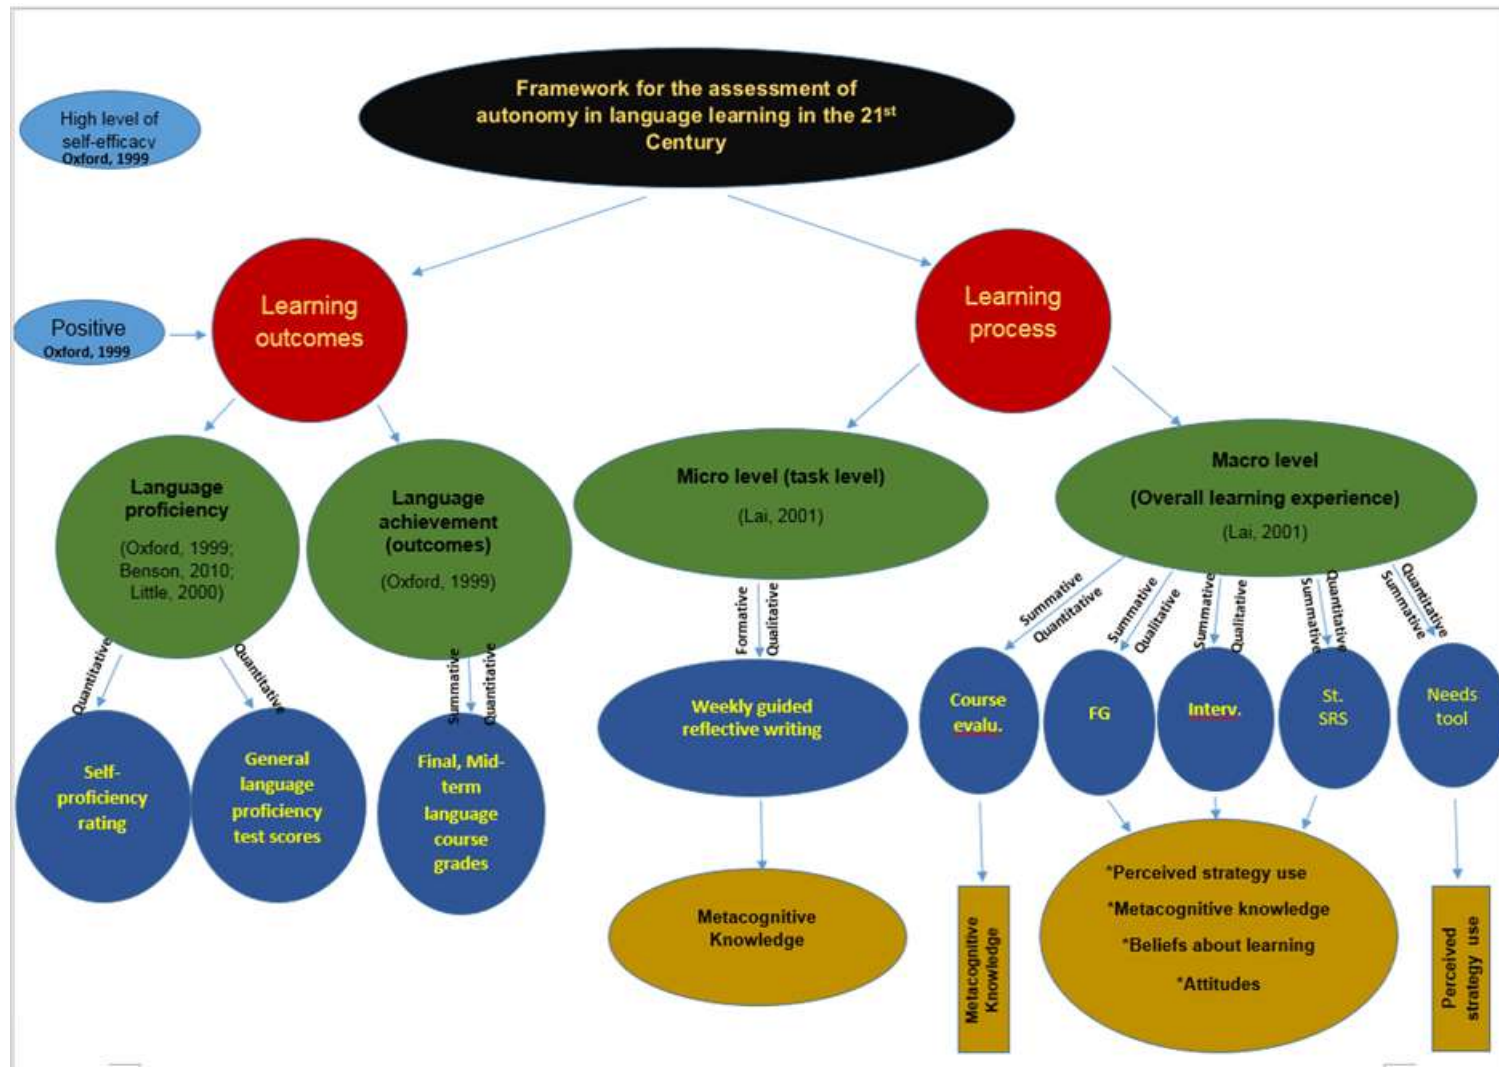 Framework for the assessment of
autonomy in language learning in the 21st
Century
High level of
self-efficacy
Oxford, 1999
Learning
outcomes
Learning
process
Positive
Oxford, 1999
Language
proficiency
(Oxford, 1999;
Benson, 2010;
Little, 2000)
Language
achievement
(outcomes)
(Oxford, 1999)
Micro level (task level)
(Lai, 2001)
Macro level
(Overall learning experience)
(Lai, 2001)
Quantitative
Quantitative
Summative
Quantitative
Formative
Qualitative
Summative
Quantitative
Summative
Qualitative
Summative
Qualitative
Summative
Quantitative
Summative
Quantitative
Self-
proficiency
rating
General
language
proficiency
test scores
Final, Mid-
term
language
course
grades
Weekly guided
reflective writing
Course
evalu.
FG
Interv.
St.
SRS
Needs
tool
Metacognitive
Knowledge
Metacognitive
Knowledge
*Perceived strategy use
*Metacognitive knowledge
*Beliefs about learning
*Attitudes
Perceived
strategy use